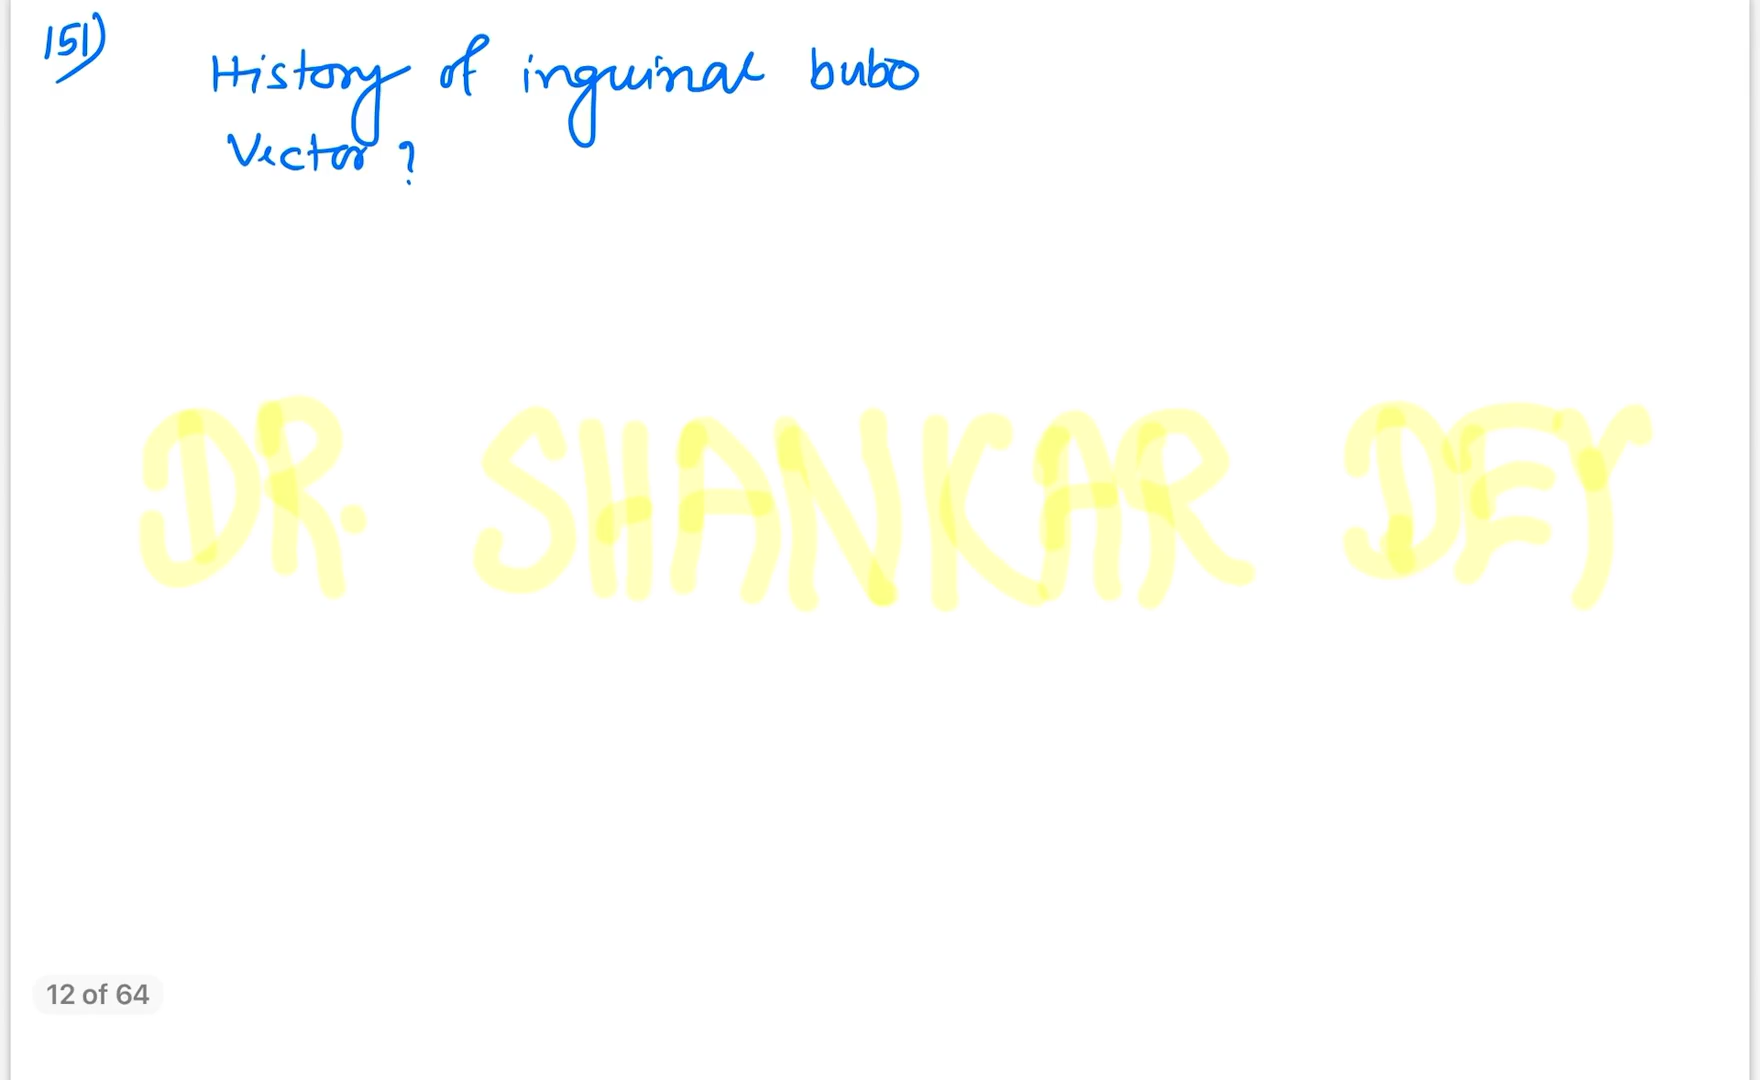 151)
History of inguinal bubo
Vector ?
DR. SHANKAR DEY
12 of 64